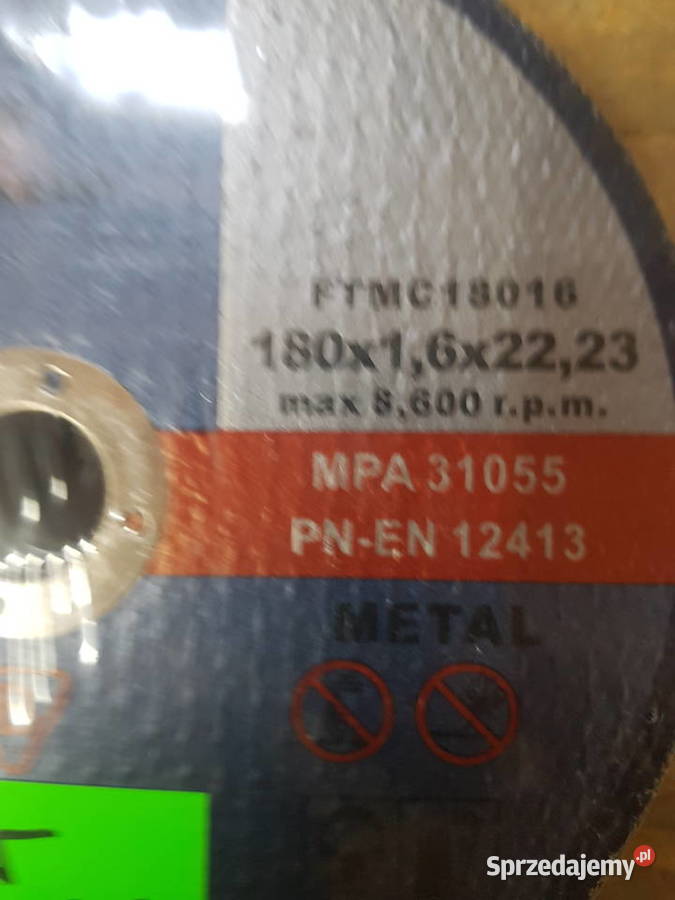 FTMC18016
180x1,6x22,23
max 8,600 r.p.m.
MPA 31055
PN-EN 12413
METAL
Sprzedajemy.pl